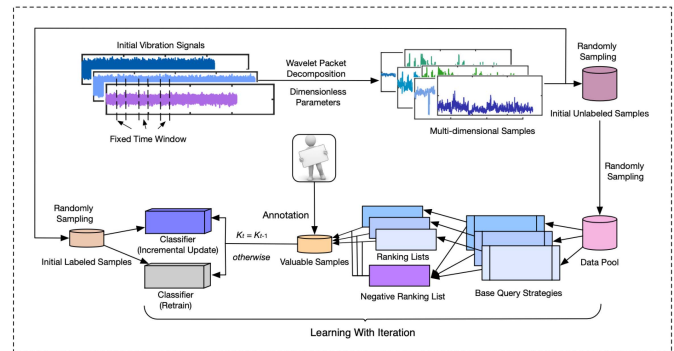 Initial Vibration Signals
Wavelet Packet
Decomposition
Dimensionless
Parameters
Randomly
Sampling
Fixed Time Window
Multi-dimensional Samples
Initial Unlabeled Samples
Randomly
Sampling
Randomly
Sampling
Annotation
Classifier
(Incremental Update)
Kt = Kt-1
otherwise
Initial Labeled Samples
Valuable Samples
Ranking Lists
Data Pool
Classifier
(Retrain)
Negative Ranking List
Base Query Strategies
Learning With Iteration